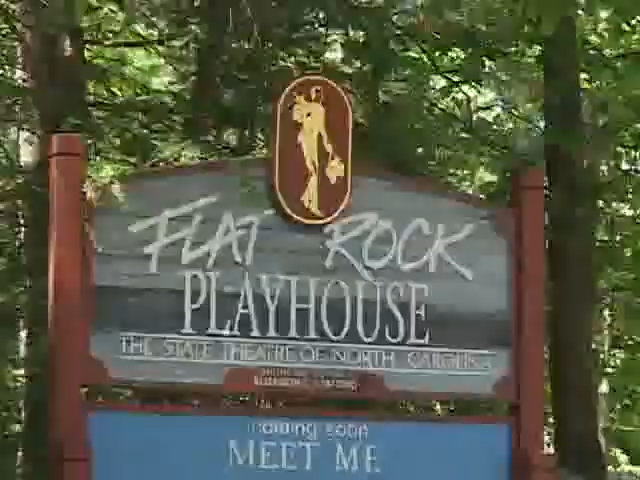 FLAT ROCK
PLAYHOUSE
THE STATE THEATRE OF NORTH CAROLINA
coming soon
MEET ME